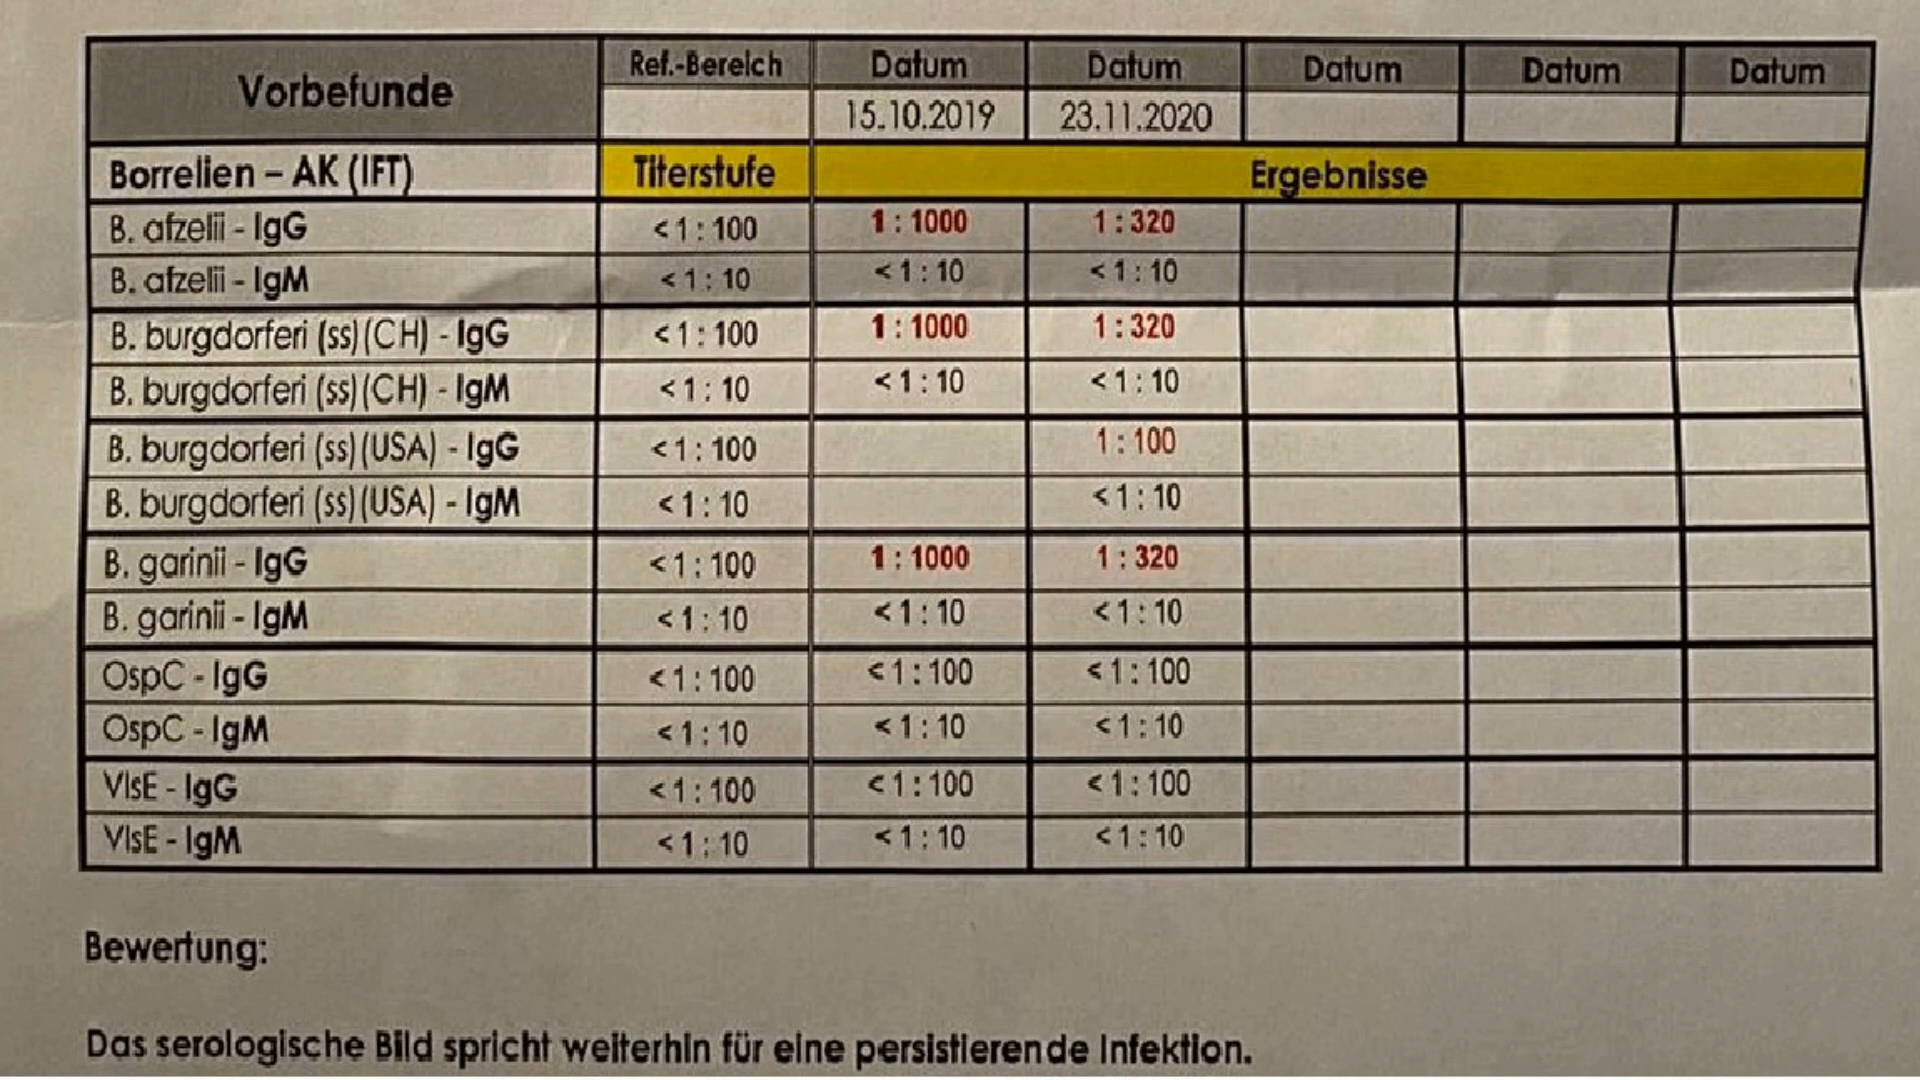 Vorbefunde Ref.-Bereich Datum Datum Datum Datum Datum
15.10.2019 23.11.2020
Borrelien – AK (IFT) Titerstufe Ergebnisse
B. afzelii - IgG <1:100 1:1000 1:320
B. afzelii - IgM <1:10 <1:10 <1:10
B. burgdorferi (ss)(CH) - IgG <1:100 1:1000 1:320
B. burgdorferi (ss)(CH) - IgM <1:10 <1:10 <1:10
B. burgdorferi (ss)(USA) - IgG <1:100 1:100
B. burgdorferi (ss)(USA) - IgM <1:10 <1:10
B. garinii - IgG <1:100 1:1000 1:320
B. garinii - IgM <1:10 <1:10 <1:10
OspC - IgG <1:100 <1:100 <1:100
OspC - IgM <1:10 <1:10 <1:10
VlsE - IgG <1:100 <1:100 <1:100
VlsE - IgM <1:10 <1:10 <1:10
Bewertung:
Das serologische Bild spricht weiterhin für eine persistierende Infektion.